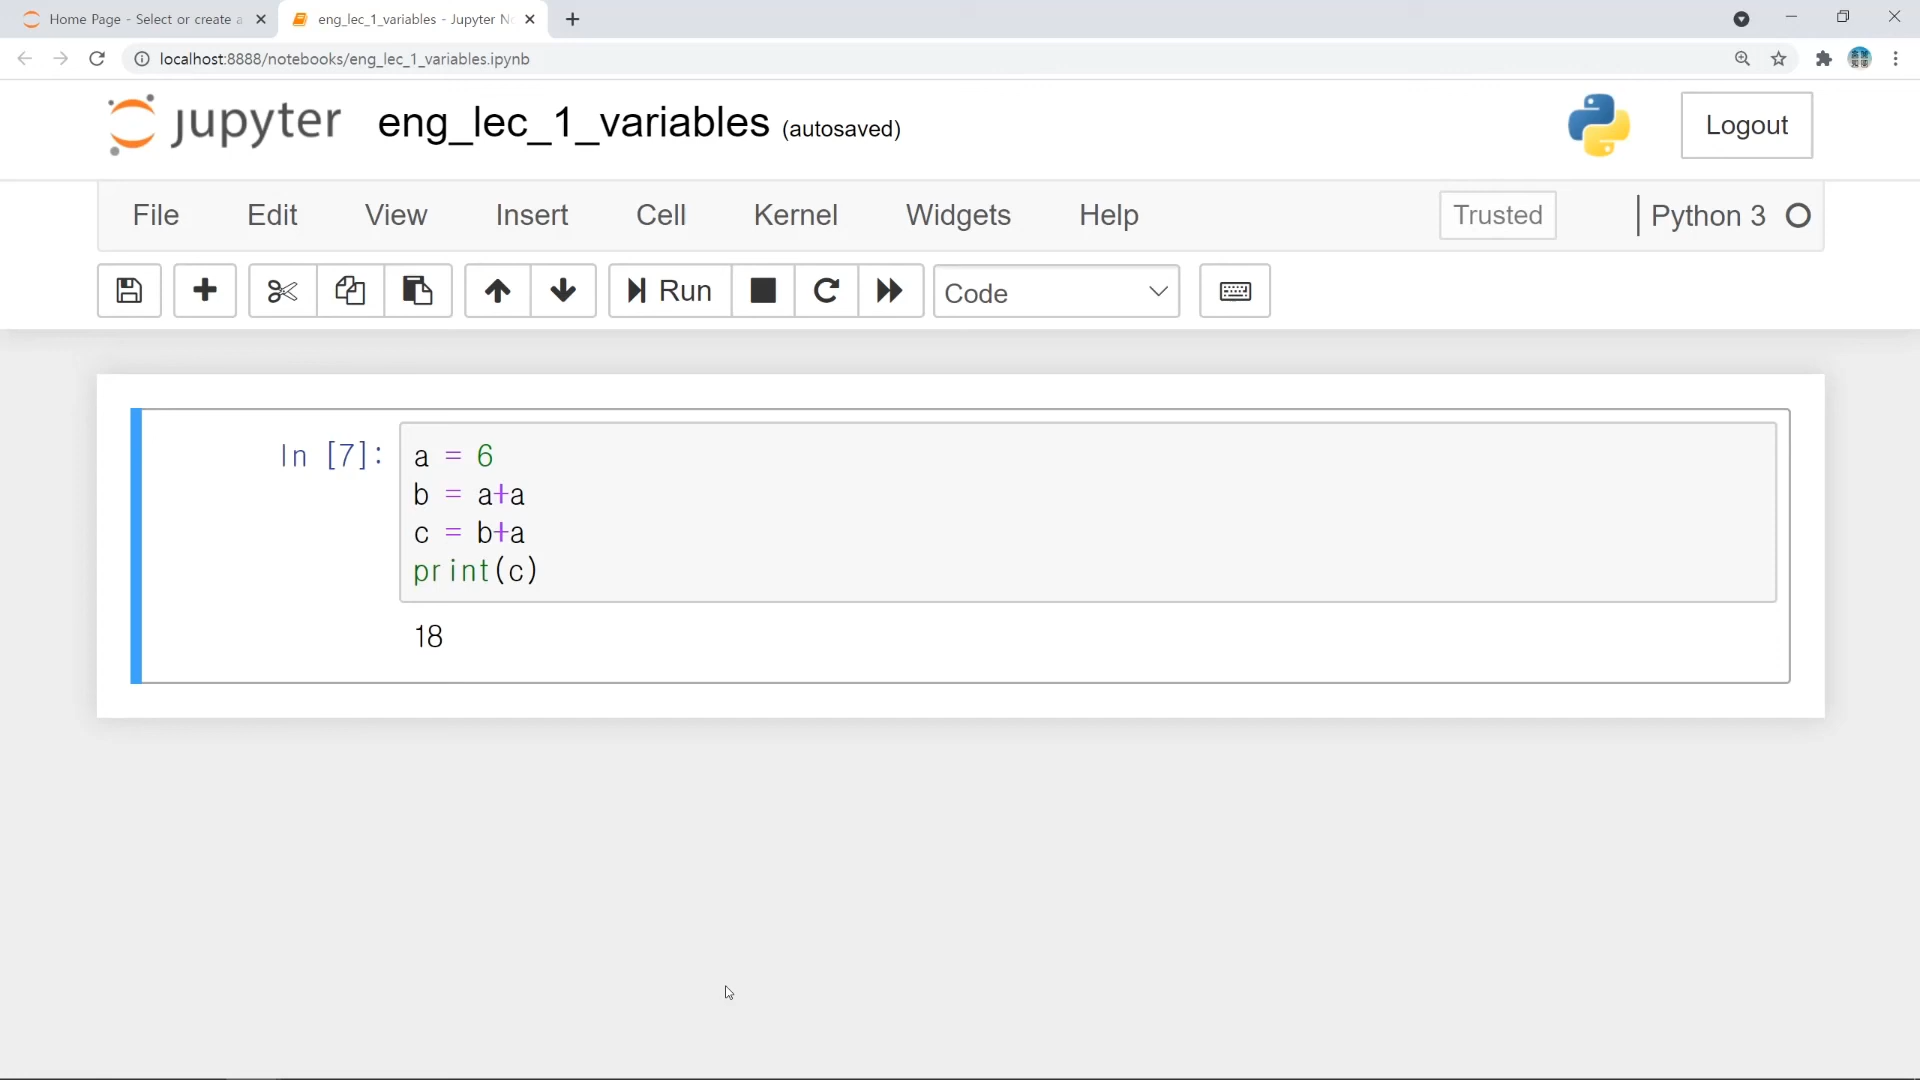 Home Page - Select or create a
eng_lec_1_variables - Jupyter No
localhost:8888/notebooks/eng_lec_1_variables.ipynb
jupyter eng_lec_1_variables (autosaved) Logout
File Edit View Insert Cell Kernel Widgets Help Trusted Python 3
Run Code
In [7]: a = 6
b = a+a
c = b+a
print(c)
18